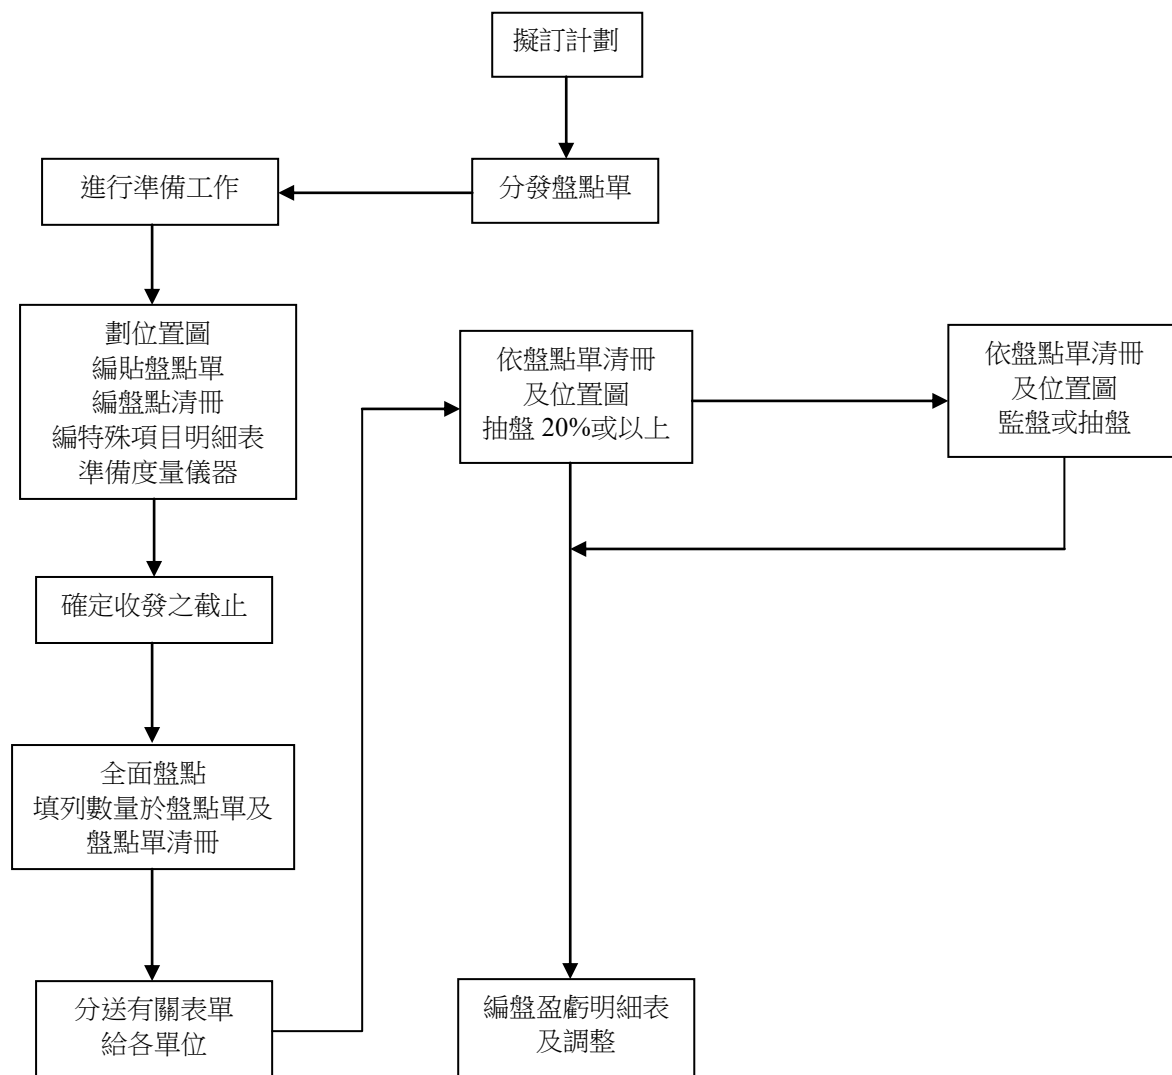 擬訂計劃
分發盤點單
進行準備工作
劃位置圖
編貼盤點單
編盤點清冊
編特殊項目明細表
準備度量儀器
確定收發之截止
全面盤點
填列數量於盤點單及
盤點單清冊
分送有關表單
給各單位
依盤點單清冊
及位置圖
抽盤 20%或以上
依盤點單清冊
及位置圖
監盤或抽盤
編盤盈虧明細表
及調整